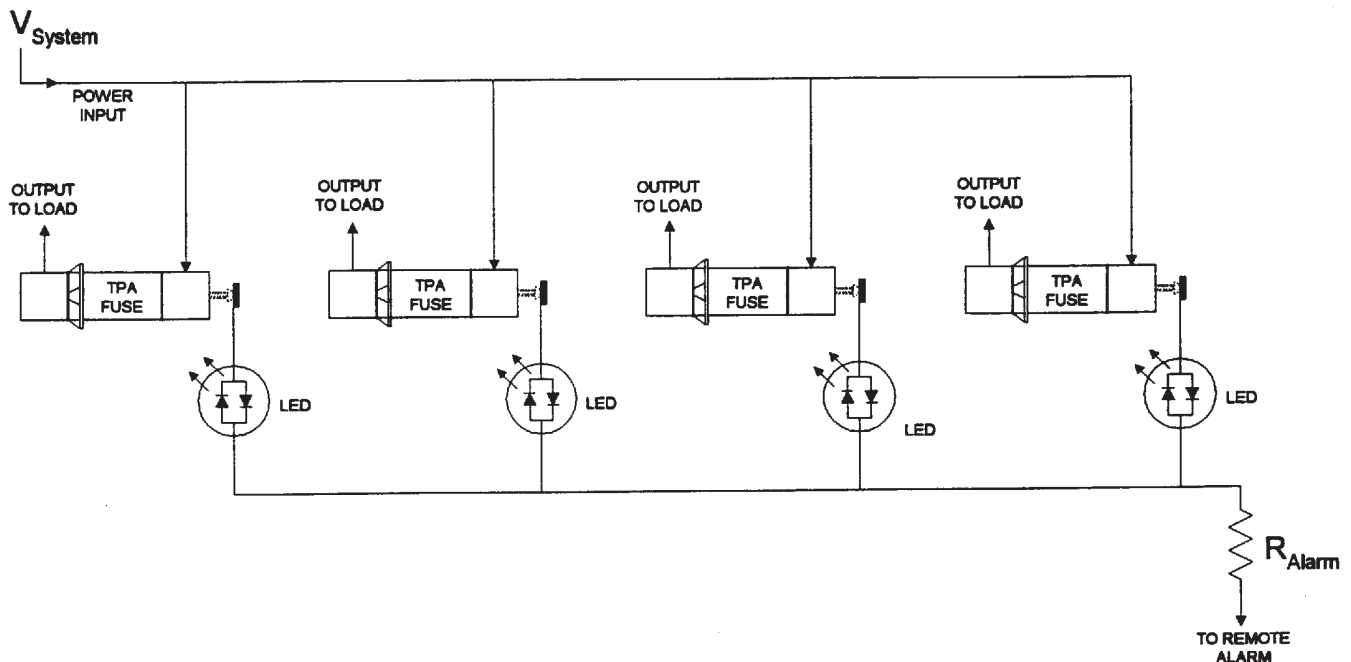 V System
POWER
INPUT
OUTPUT
TO LOAD
OUTPUT
TO LOAD
OUTPUT
TO LOAD
OUTPUT
TO LOAD
TPA
FUSE
TPA
FUSE
TPA
FUSE
TPA
FUSE
LED
LED
LED
LED
R Alarm
TO REMOTE
ALARM